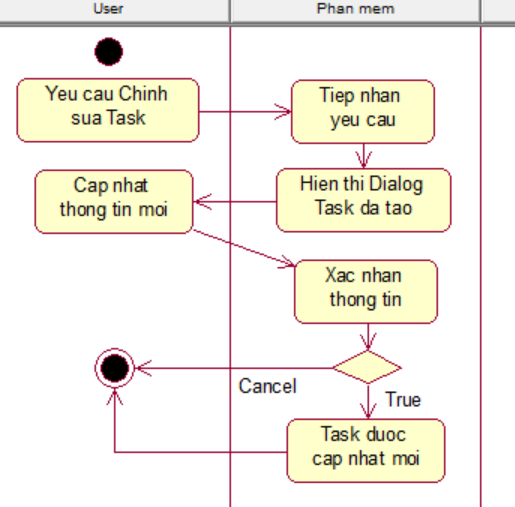 User
Phan mem
Yeu cau Chinh
sua Task
Tiep nhan
yeu cau
Hien thi Dialog
Task da tao
Cap nhat
thong tin moi
Xac nhan
thong tin
Cancel
True
Task duoc
cap nhat moi